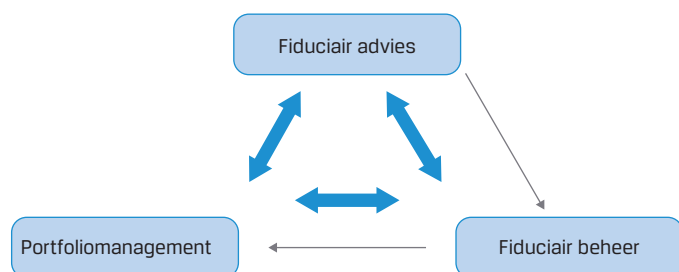 Fiduciair advies
Portfoliomanagement
Fiduciair beheer